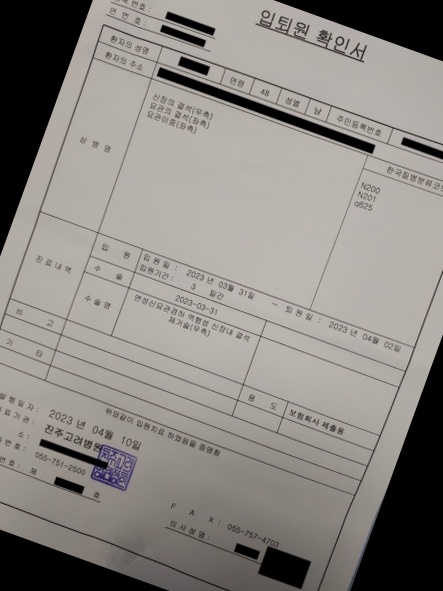 입퇴원 확인서
등록 번호 :
연 번 호 :
환자의 성명 연령 48 성별 남 주민등록번호
환자의 주소
상 병 명 한국질병분류코드
신장의 결석(우측) N200
요관의 결석(좌측) N201
요관이중(좌측) q625
진료내역 입 원 입 원 일 : 2023 년 03월 31일 ~ 퇴 원 일 : 2023 년 04월 02일
입원기간 : 3 일간
수 술 2023-03-31
수 술 명 연성신요관경하 역행성 신장내 결석
제거술(우측)
비 고 용 도 보험회사 제출용
기 타
위와같이 입원치료 하였음을 증명함
발 행 일 자 : 2023 년 04월 10일
의 료 기 관 : 진주고려병원
소 :
번 호 : 055-751-2500 F A X : 055-757-4703
번 호 : 제 호 의 사 성 명 :